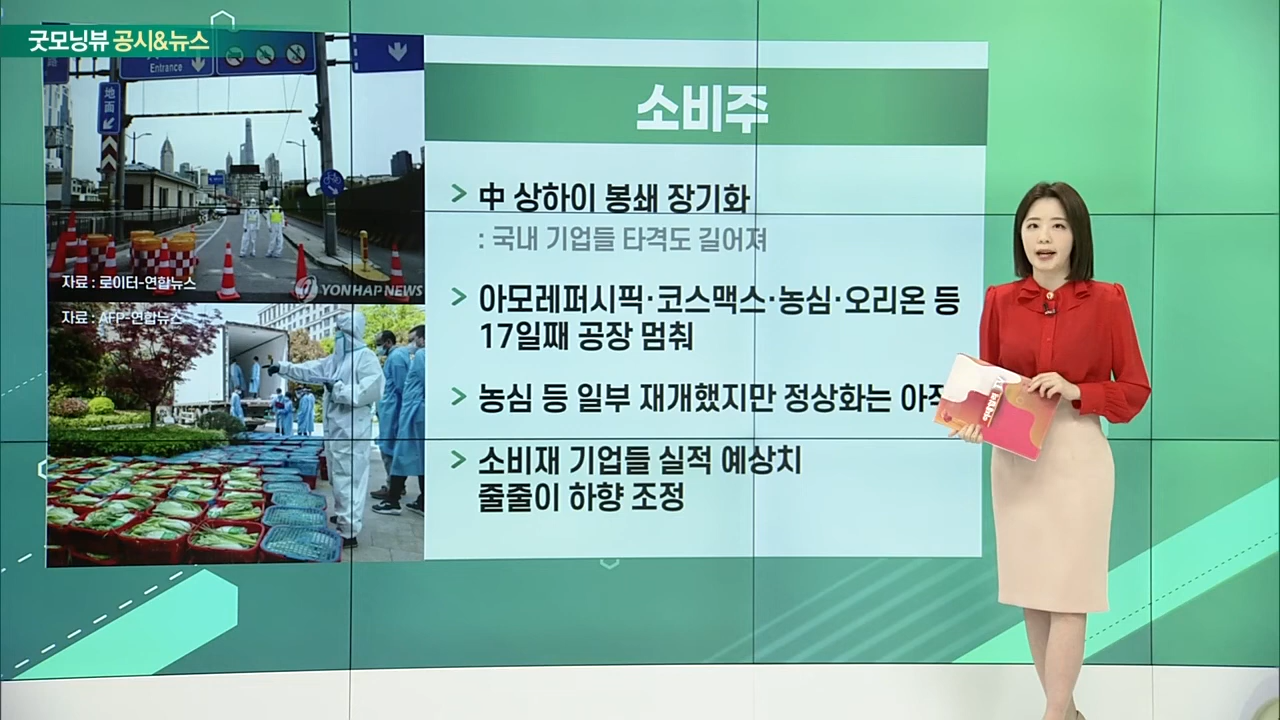 굿모닝뷰 공시&뉴스
Entrance
地面
자료 : 로이터-연합뉴스
YONHAP NEWS
자료 : AFP-연합뉴스
소비주
> 中 상하이 봉쇄 장기화
: 국내 기업들 타격도 길어져
> 아모레퍼시픽·코스맥스·농심·오리온 등
17일째 공장 멈춰
> 농심 등 일부 재개했지만 정상화는 아직
> 소비재 기업들 실적 예상치
줄줄이 하향 조정